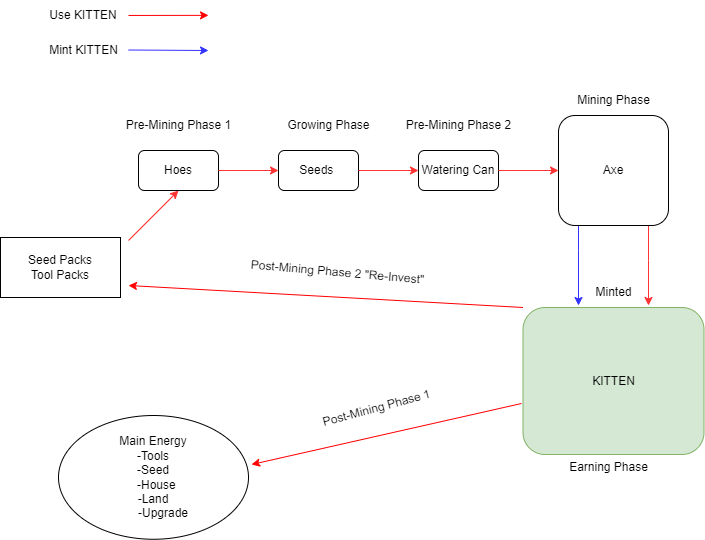 Use KITTEN
Mint KITTEN
Mining Phase
Pre-Mining Phase 1
Growing Phase
Pre-Mining Phase 2
Hoes
Seeds
Watering Can
Axe
Seed Packs
Tool Packs
Post-Mining Phase 2 "Re-Invest"
Minted
KITTEN
Post-Mining Phase 1
Earning Phase
Main Energy
-Tools
-Seed
-House
-Land
-Upgrade